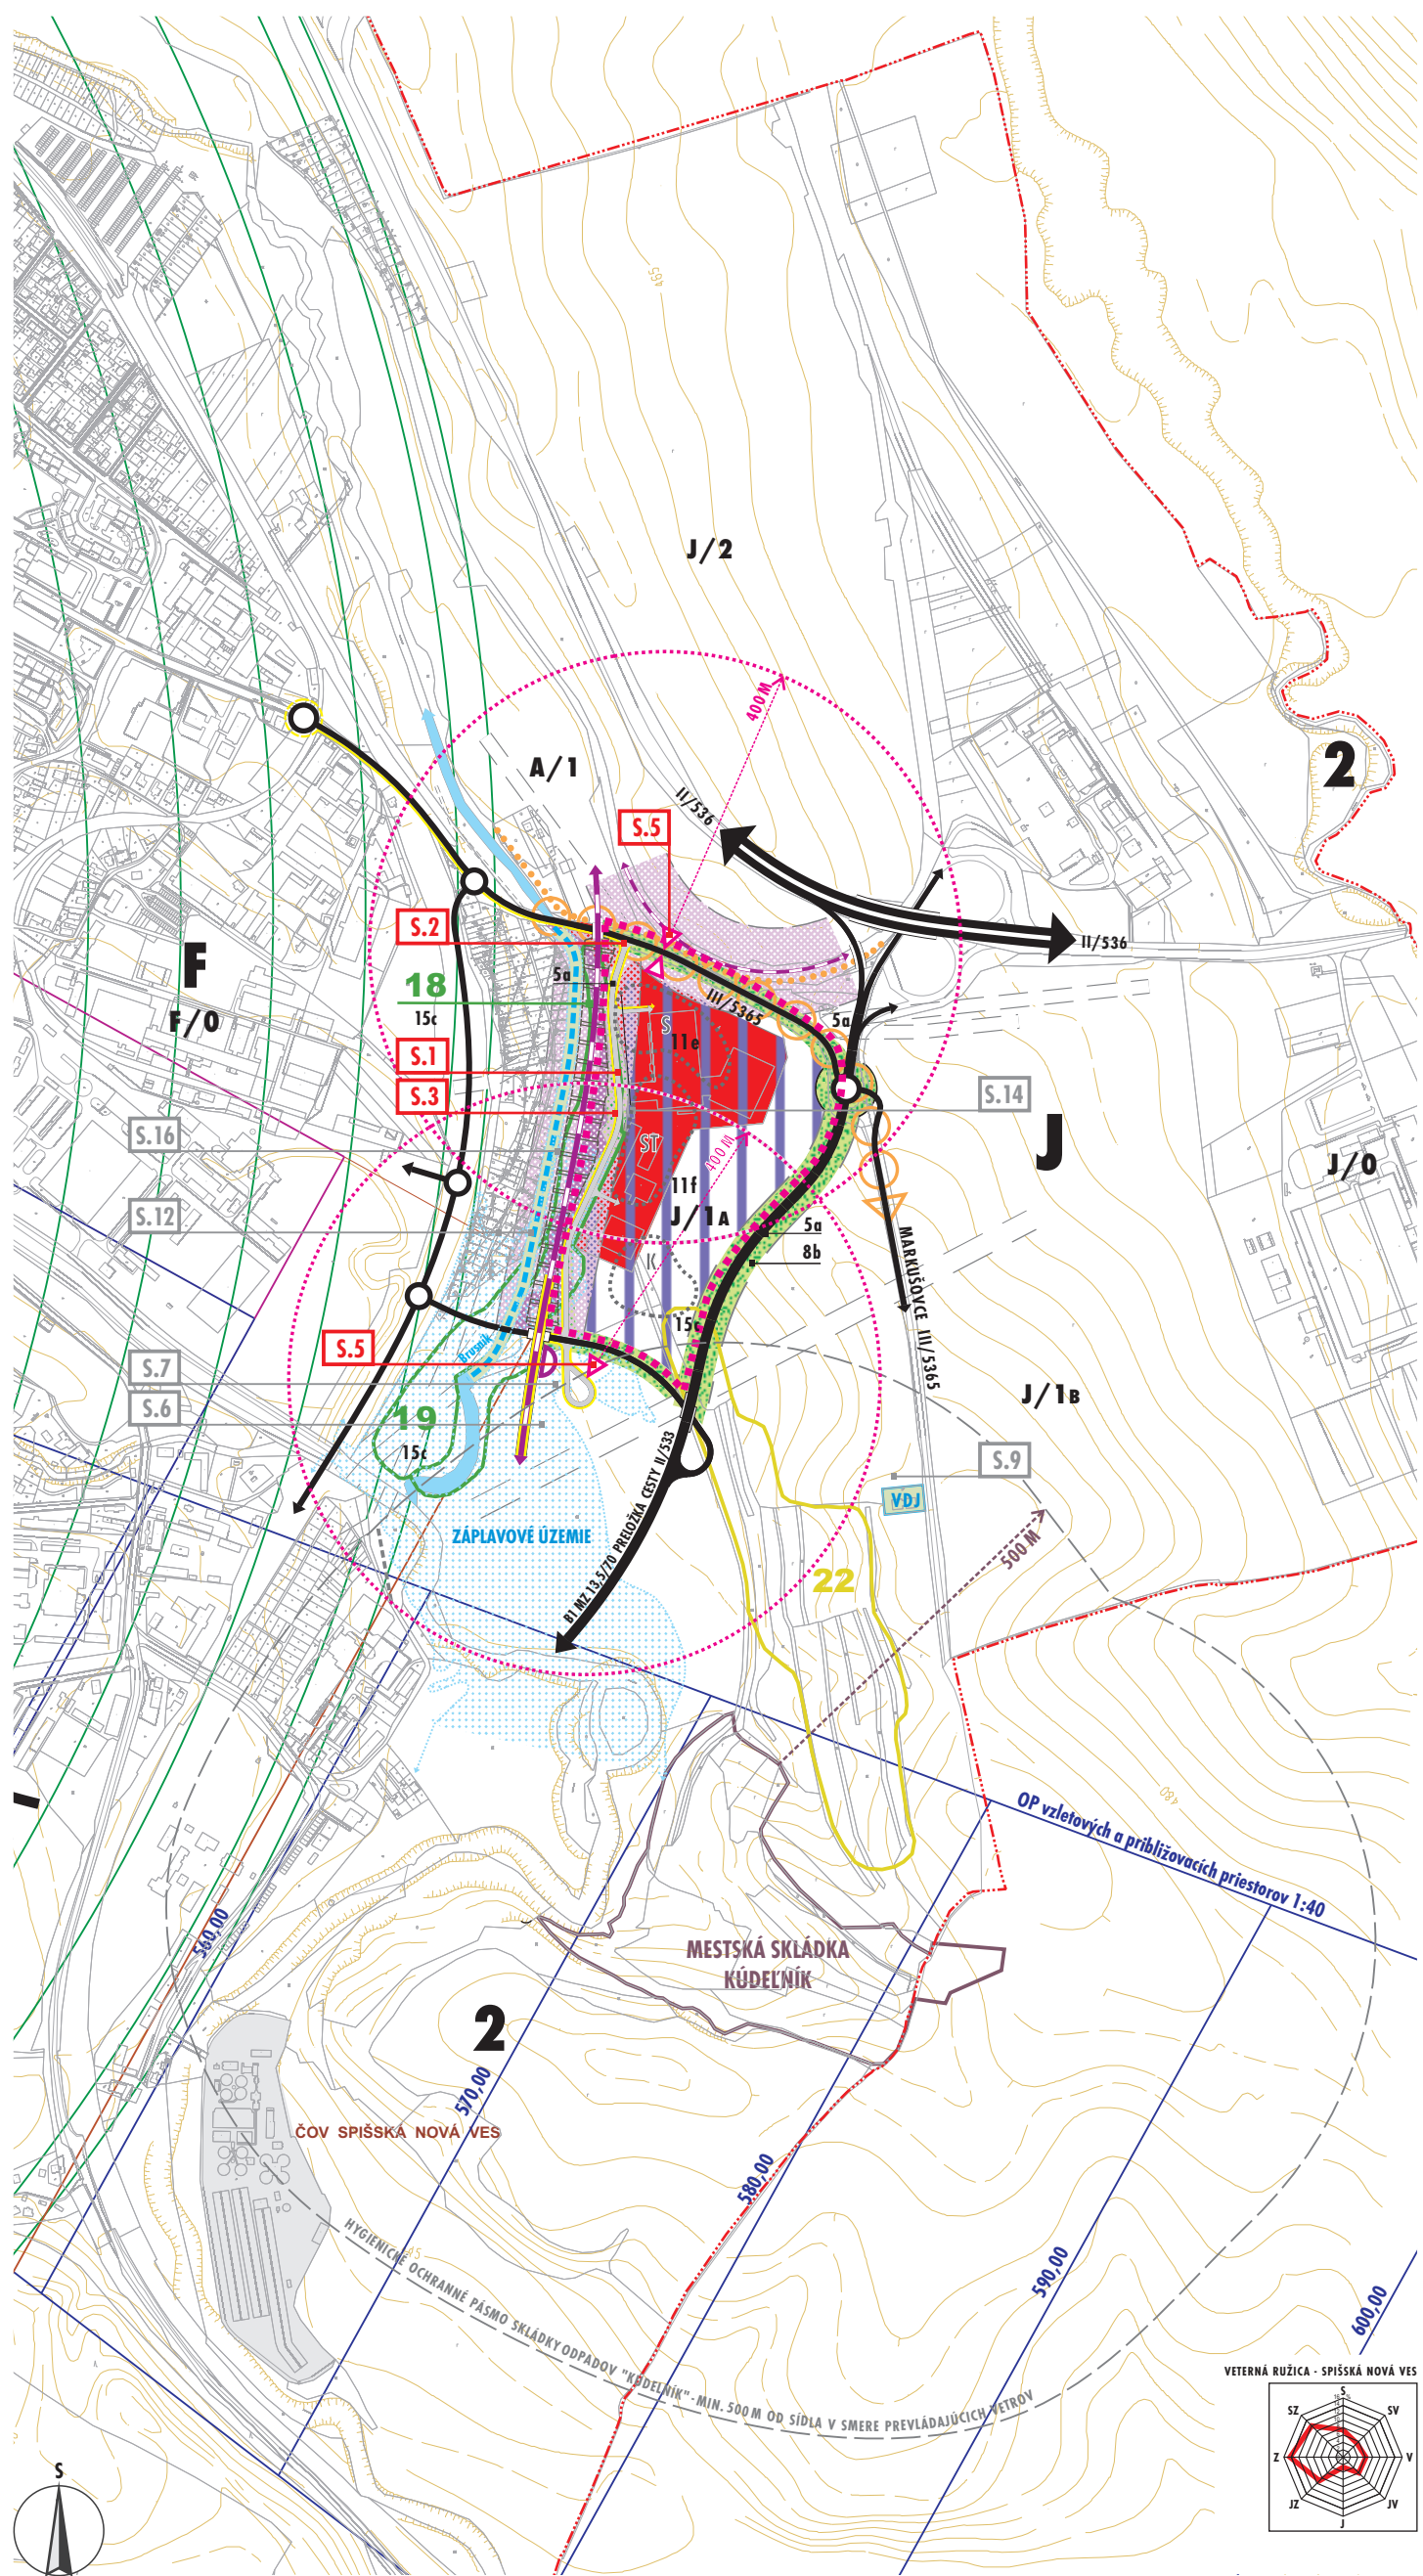 465
J/2
2
400 M
A/1
II/536
S.5
II/536
S.2
F
5a
18
III/5365
15c
F/0
5a
S
11e
S.1
S.3
S.14
S.16
ST
J
400 M
J/0
11f
S.12
J/1A
5a
8b
K
MARKUŠOVCE III/5365
15c
Brusník
S.5
S.7
J/1B
S.6
19
15c
S.9
VDJ
B1 MZ 13,5/70 PRELOŽKA CESTY II/533
ZÁPLAVOVÉ ÚZEMIE
500 M
22
I
480
OP vzletových a približovacích priestorov 1:40
560,00
MESTSKÁ SKLÁDKA
KÚDEĽNÍK
2
570,00
ČOV SPIŠSKÁ NOVÁ VES
580,00
HYGIENICKÉ OCHRANNÉ PÁSMO SKLÁDKY ODPADOV "KÚDELNÍK" - MIN. 500 M OD SÍDLA V SMERE PREVLÁDAJÚCICH VETROV
590,00
600,00
VETERNÁ RUŽICA - SPIŠSKÁ NOVÁ VES
S
SZ
SV
Z
V
JZ
JV
J
S